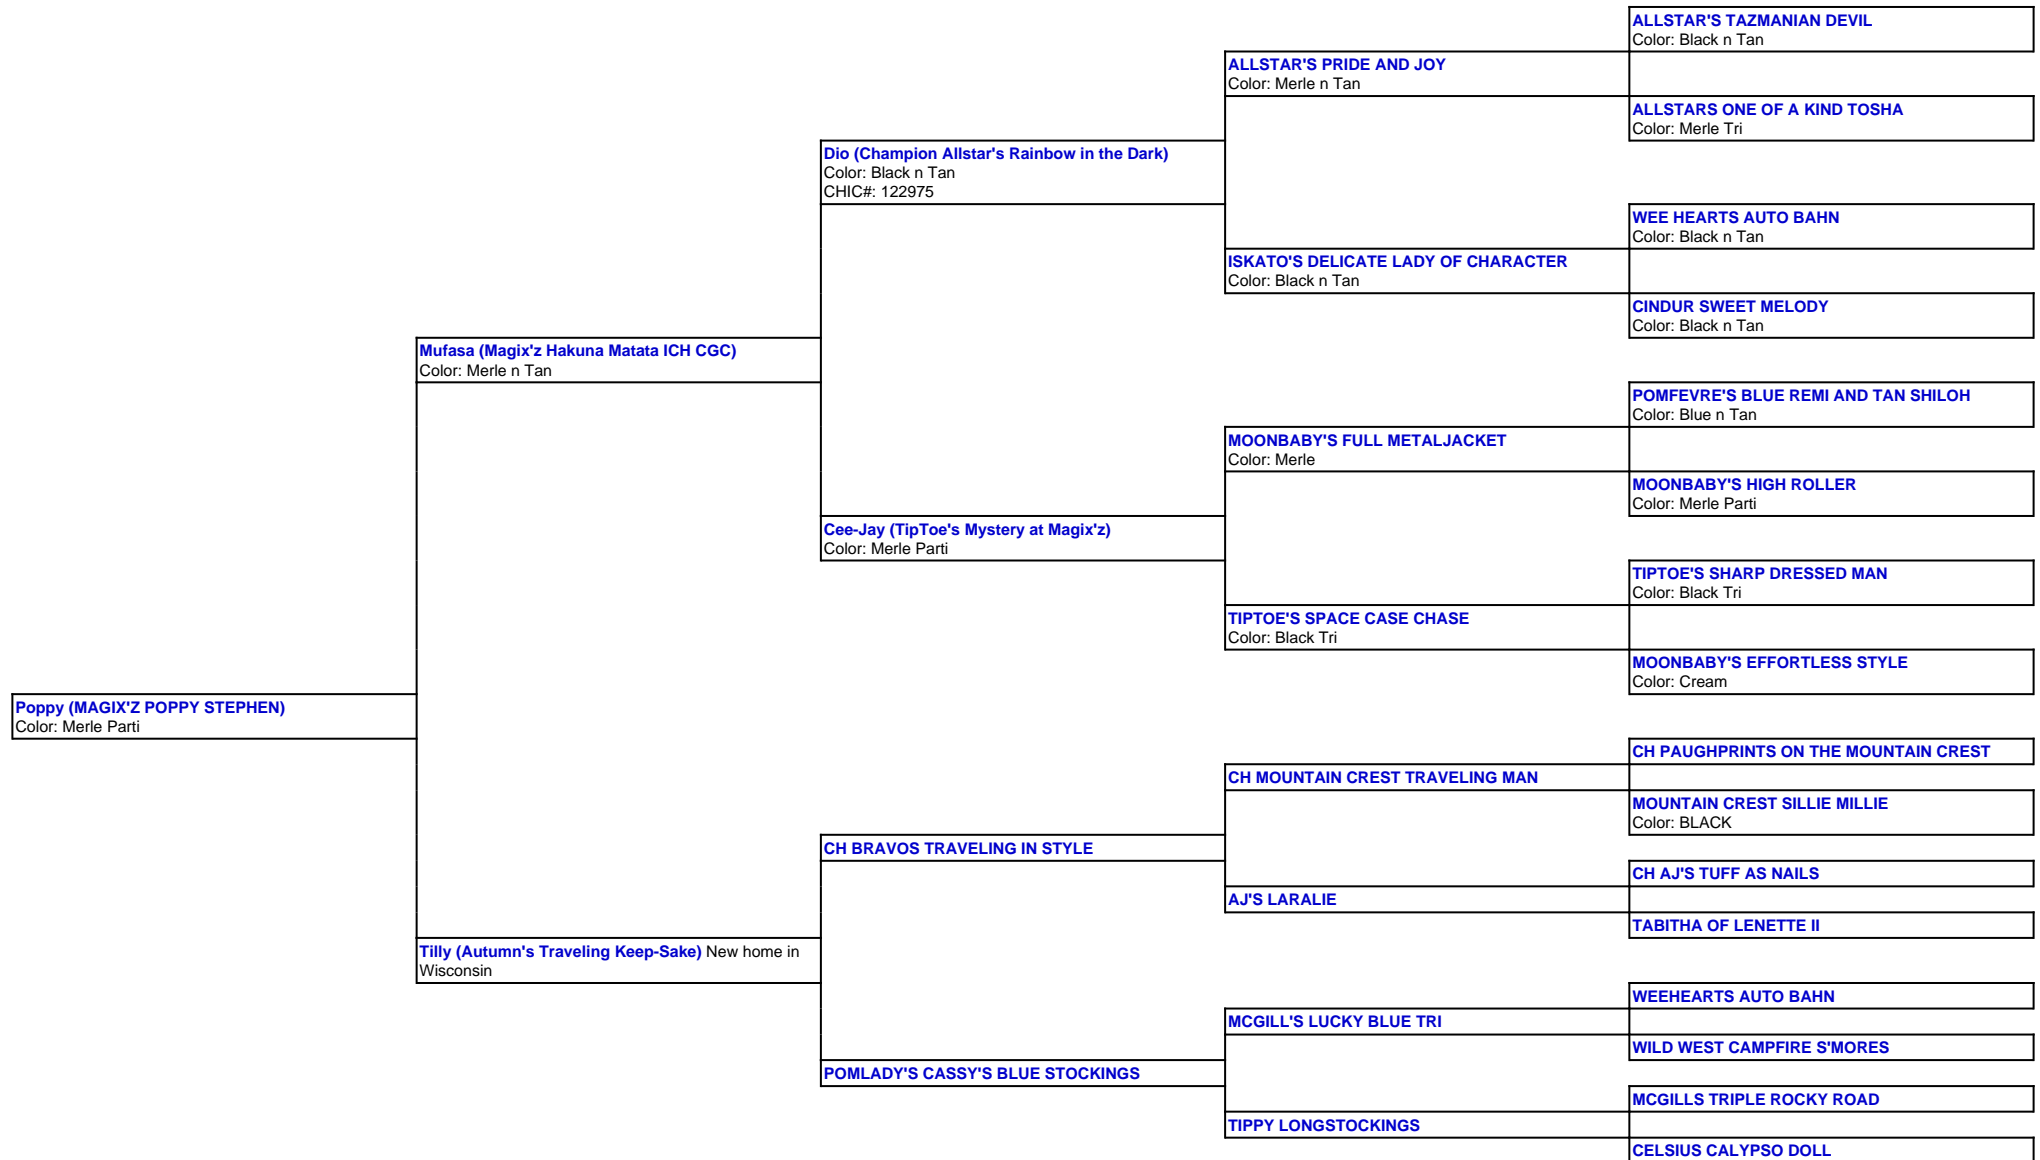 ALLSTAR'S TAZMANIAN DEVIL
Color: Black n Tan
ALLSTAR'S PRIDE AND JOY
Color: Merle n Tan
ALLSTARS ONE OF A KIND TOSHA
Color: Merle Tri
Dio (Champion Allstar's Rainbow in the Dark)
Color: Black n Tan
CHIC#: 122975
WEE HEARTS AUTO BAHN
Color: Black n Tan
ISKATO'S DELICATE LADY OF CHARACTER
Color: Black n Tan
CINDUR SWEET MELODY
Color: Black n Tan
Mufasa (Magix'z Hakuna Matata ICH CGC)
Color: Merle n Tan
POMFEVRE'S BLUE REMI AND TAN SHILOH
Color: Blue n Tan
MOONBABY'S FULL METALJACKET
Color: Merle
MOONBABY'S HIGH ROLLER
Color: Merle Parti
Cee-Jay (TipToe's Mystery at Magix'z)
Color: Merle Parti
TIPTOE'S SHARP DRESSED MAN
Color: Black Tri
TIPTOE'S SPACE CASE CHASE
Color: Black Tri
MOONBABY'S EFFORTLESS STYLE
Color: Cream
Poppy (MAGIX'Z POPPY STEPHEN)
Color: Merle Parti
CH PAUGHPRINTS ON THE MOUNTAIN CREST
CH MOUNTAIN CREST TRAVELING MAN
MOUNTAIN CREST SILLIE MILLIE
Color: BLACK
CH BRAVOS TRAVELING IN STYLE
CH AJ'S TUFF AS NAILS
AJ'S LARALIE
TABITHA OF LENETTE II
Tilly (Autumn's Traveling Keep-Sake) New home in
Wisconsin
WEEHEARTS AUTO BAHN
MCGILL'S LUCKY BLUE TRI
WILD WEST CAMPFIRE S'MORES
POMLADY'S CASSY'S BLUE STOCKINGS
MCGILLS TRIPLE ROCKY ROAD
TIPPY LONGSTOCKINGS
CELSIUS CALYPSO DOLL